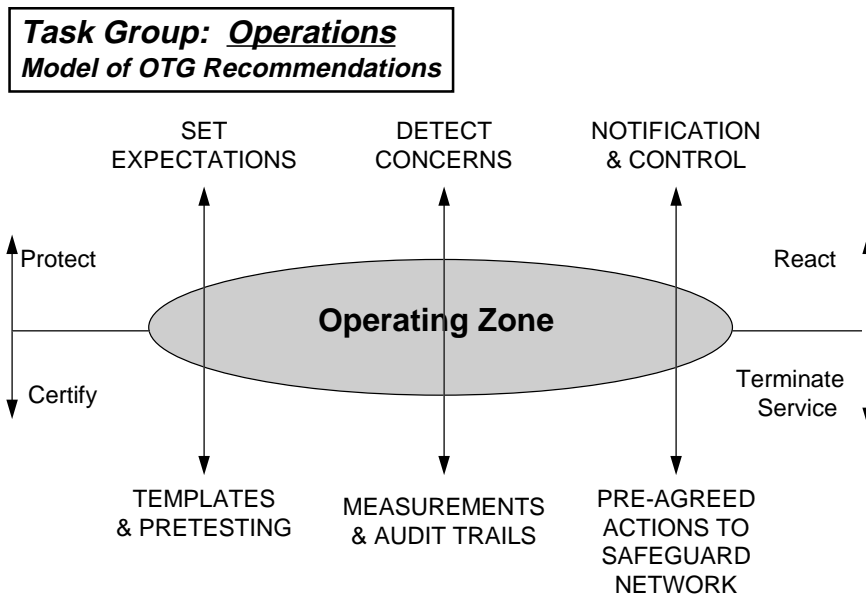 Task Group: Operations
Model of OTG Recommendations
SET
EXPECTATIONS
DETECT
CONCERNS
NOTIFICATION
& CONTROL
Protect
React
Operating Zone
Certify
Terminate
Service
TEMPLATES
& PRETESTING
MEASUREMENTS
& AUDIT TRAILS
PRE-AGREED
ACTIONS TO
SAFEGUARD
NETWORK